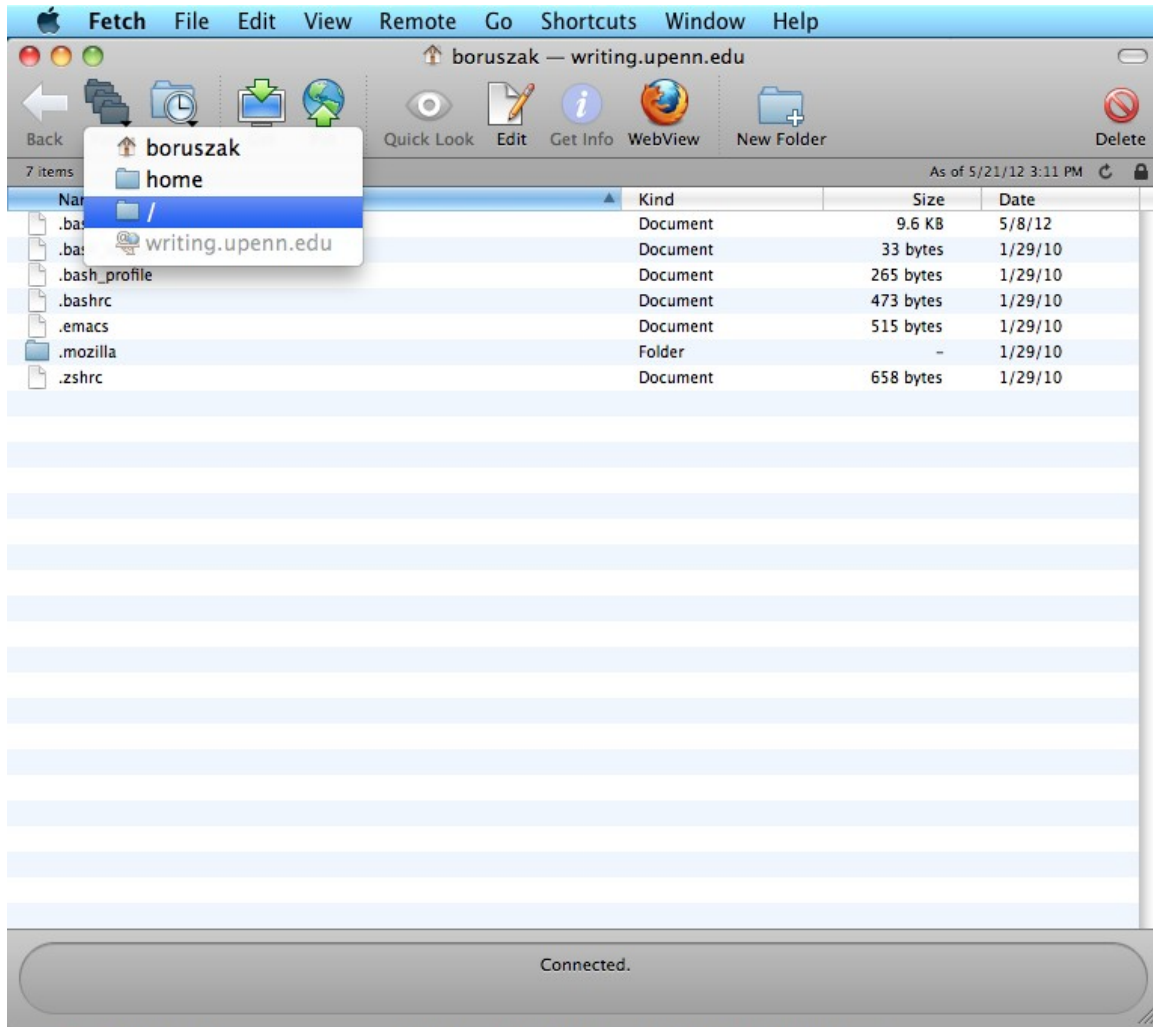 Fetch File Edit View Remote Go Shortcuts Window Help
boruszak — writing.upenn.edu
Back Quick Look Edit Get Info WebView New Folder Delete
boruszak
home
/
writing.upenn.edu
7 items As of 5/21/12 3:11 PM
Nam Kind Size Date
.bas Document 9.6 KB 5/8/12
.bas Document 33 bytes 1/29/10
.bash_profile Document 265 bytes 1/29/10
.bashrc Document 473 bytes 1/29/10
.emacs Document 515 bytes 1/29/10
.mozilla Folder – 1/29/10
.zshrc Document 658 bytes 1/29/10
Connected.